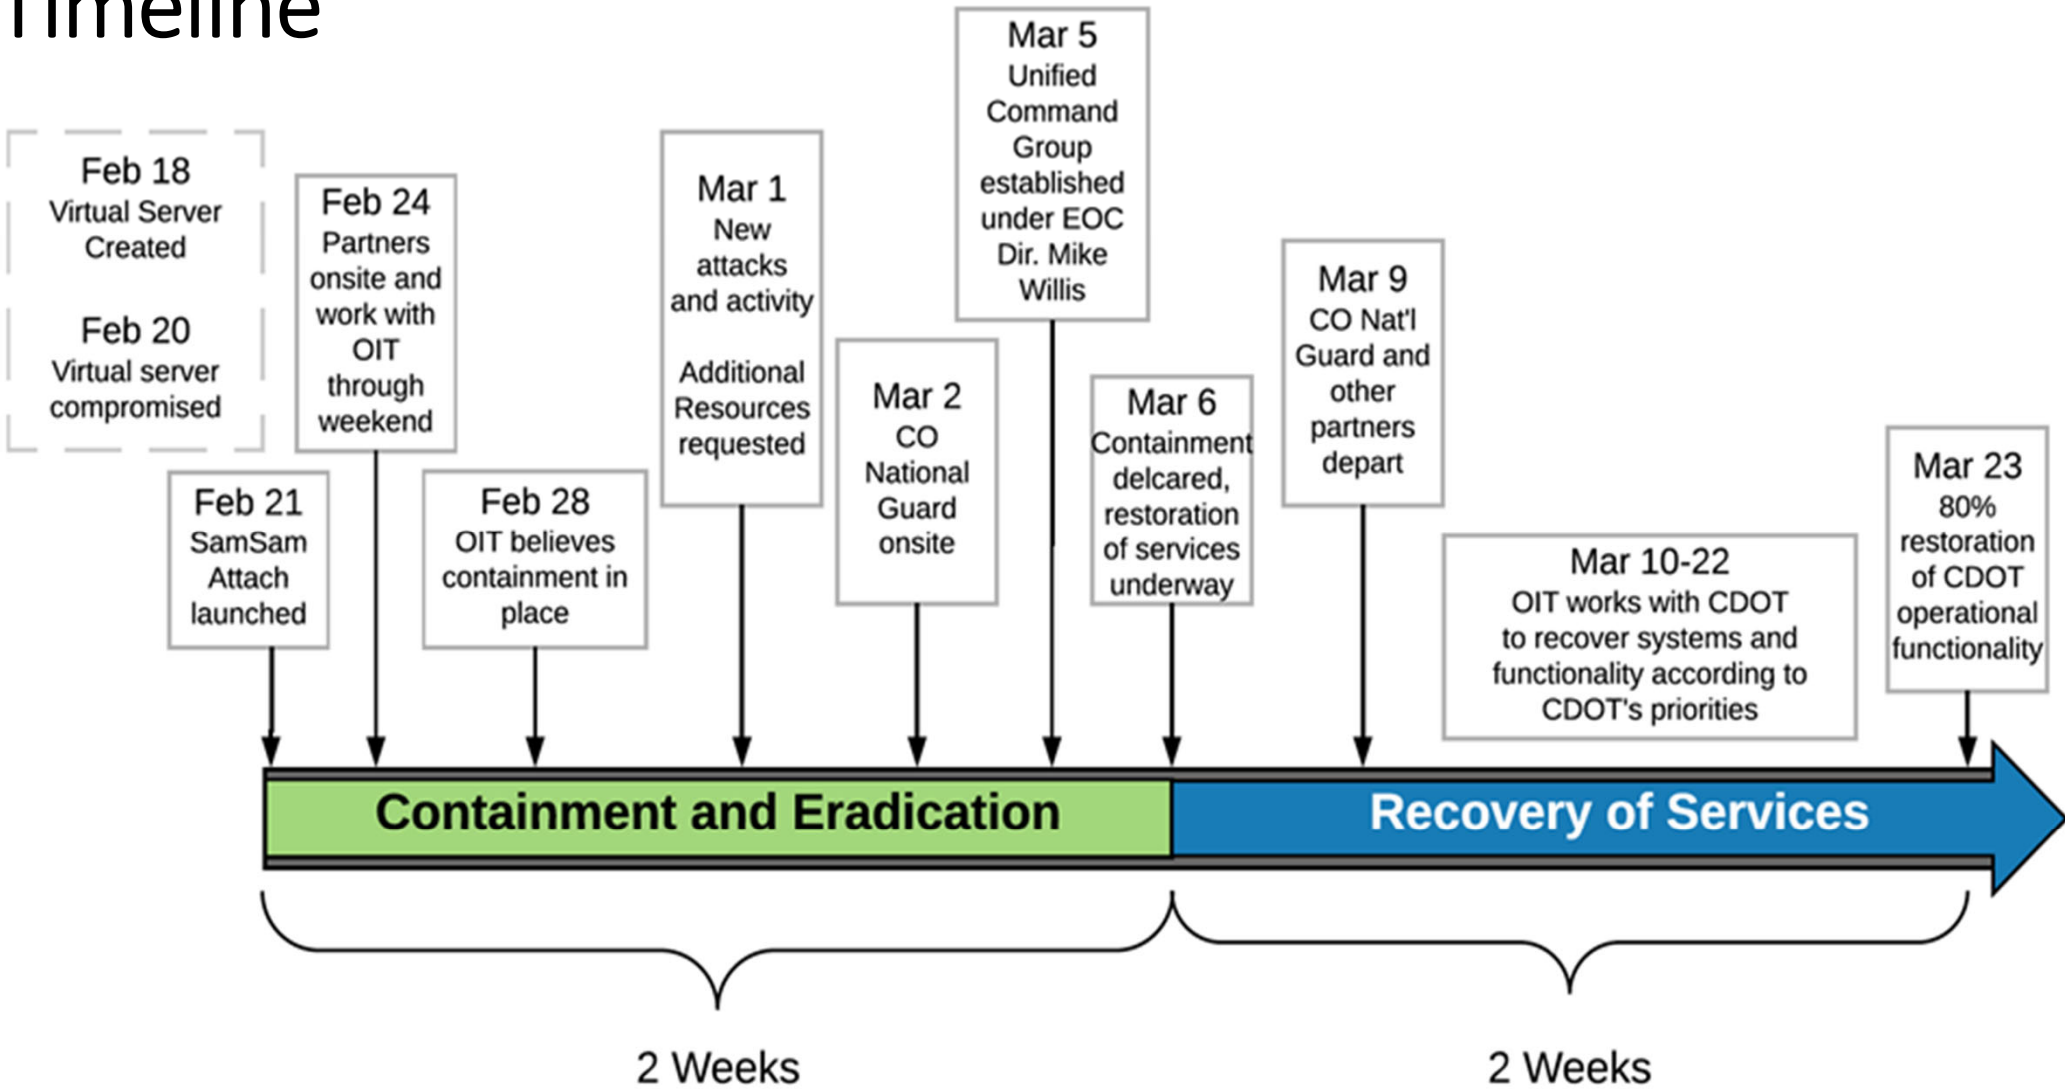 Timeline
Feb 18
Virtual Server
Created
Feb 20
Virtual server
compromised
Feb 21
SamSam
Attach
launched
Feb 24
Partners
onsite and
work with
OIT
through
weekend
Feb 28
OIT believes
containment in
place
Mar 1
New
attacks
and activity
Additional
Resources
requested
Mar 2
CO
National
Guard
onsite
Mar 5
Unified
Command
Group
established
under EOC
Dir. Mike
Willis
Mar 6
Containment
delcared,
restoration
of services
underway
Mar 9
CO Nat'l
Guard and
other
partners
depart
Mar 10-22
OIT works with CDOT
to recover systems and
functionality according to
CDOT's priorities
Mar 23
80%
restoration
of CDOT
operational
functionality
Containment and Eradication
Recovery of Services
2 Weeks
2 Weeks